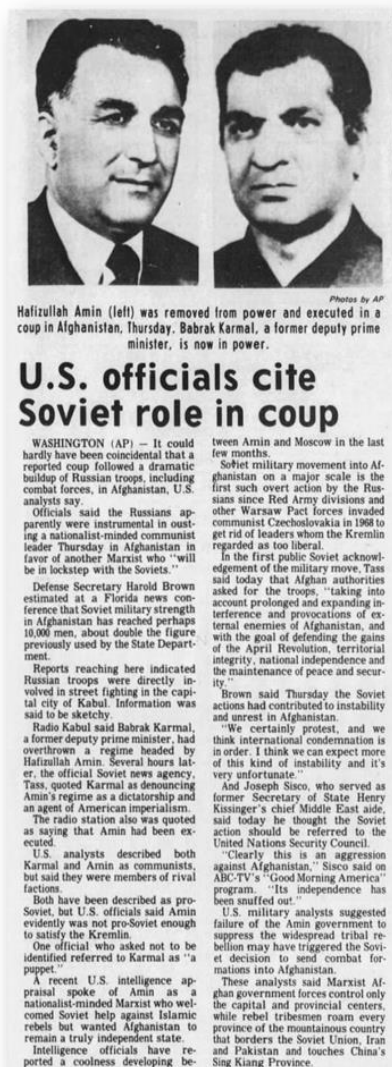 Photos by AP
Hafizullah Amin (left) was removed from power and executed in a
coup in Afghanistan, Thursday. Babrak Karmal, a former deputy prime
minister, is now in power.
U.S. officials cite
Soviet role in coup
WASHINGTON (AP) — It could
hardly have been coincidental that a
reported coup followed a dramatic
buildup of Russian troops, including
combat forces, in Afghanistan, U.S.
analysts say.
Officials said the Russians ap-
parently were instrumental in oust-
ing a nationalist-minded communist
leader Thursday in Afghanistan in
favor of another Marxist who "will
be in lockstep with the Soviets."
Defense Secretary Harold Brown
estimated at a Florida news con-
ference that Soviet military strength
in Afghanistan has reached perhaps
10,000 men, about double the figure
previously used by the State Depart-
ment.
Reports reaching here indicated
Russian troops were directly in-
volved in street fighting in the capi-
tal city of Kabul. Information was
said to be sketchy.
Radio Kabul said Babrak Karmal,
a former deputy prime minister, had
overthrown a regime headed by
Hafizullah Amin. Several hours lat-
er, the official Soviet news agency,
Tass, quoted Karmal as denouncing
Amin's regime as a dictatorship and
an agent of American imperialism.
The radio station also was quoted
as saying that Amin had been ex-
ecuted.
U.S. analysts described both
Karmal and Amin as communists,
but said they were members of rival
factions.
Both have been described as pro-
Soviet, but U.S. officials said Amin
evidently was not pro-Soviet enough
to satisfy the Kremlin.
One official who asked not to be
identified referred to Karmal as "a
puppet."
A recent U.S. intelligence ap-
praisal spoke of Amin as a
nationalist-minded Marxist who wel-
comed Soviet help against Islamic
rebels but wanted Afghanistan to
remain a truly independent state.
Intelligence officials have re-
ported a coolness developing be-
tween Amin and Moscow in the last
few months.
Soviet military movement into Af-
ghanistan on a major scale is the
first such overt action by the Rus-
sians since Red Army divisions and
other Warsaw Pact forces invaded
communist Czechoslovakia in 1968 to
get rid of leaders whom the Kremlin
regarded as too liberal.
In the first public Soviet acknowl-
edgement of the military move, Tass
said today that Afghan authorities
asked for the troops, "taking into
account prolonged and expanding in-
terference and provocations of ex-
ternal enemies of Afghanistan, and
with the goal of defending the gains
of the April Revolution, territorial
integrity, national independence and
the maintenance of peace and secur-
ity."
Brown said Thursday the Soviet
actions had contributed to instability
and unrest in Afghanistan.
"We certainly protest, and we
think international condemnation is
in order. I think we can expect more
of this kind of instability and it's
very unfortunate."
And Joseph Sisco, who served as
former Secretary of State Henry
Kissinger's chief Middle East aide,
said today he thought the Soviet
action should be referred to the
United Nations Security Council.
"Clearly this is an aggression
against Afghanistan," Sisco said on
ABC-TV's "Good Morning America"
program. "Its independence has
been snuffed out."
U.S. military analysts suggested
failure of the Amin government to
suppress the widespread tribal re-
bellion may have triggered the Sovi-
et decision to send combat for-
mations into Afghanistan.
These analysts said Marxist Af-
ghan government forces control only
the capital and provincial centers,
while rebel tribesmen roam every
province of the mountainous country
that borders the Soviet Union, Iran
and Pakistan and touches China's
Sing Kiang Province.